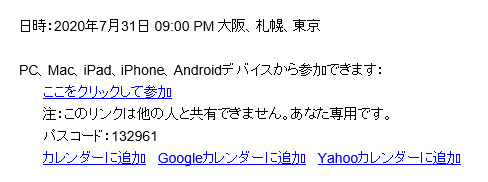 日時：2020年7月31日 09:00 PM 大阪、札幌、東京
PC、Mac、iPad、iPhone、Androidデバイスから参加できます：
ここをクリックして参加
注：このリンクは他の人と共有できません。あなた専用です。
パスコード：132961
カレンダーに追加 Googleカレンダーに追加 Yahooカレンダーに追加